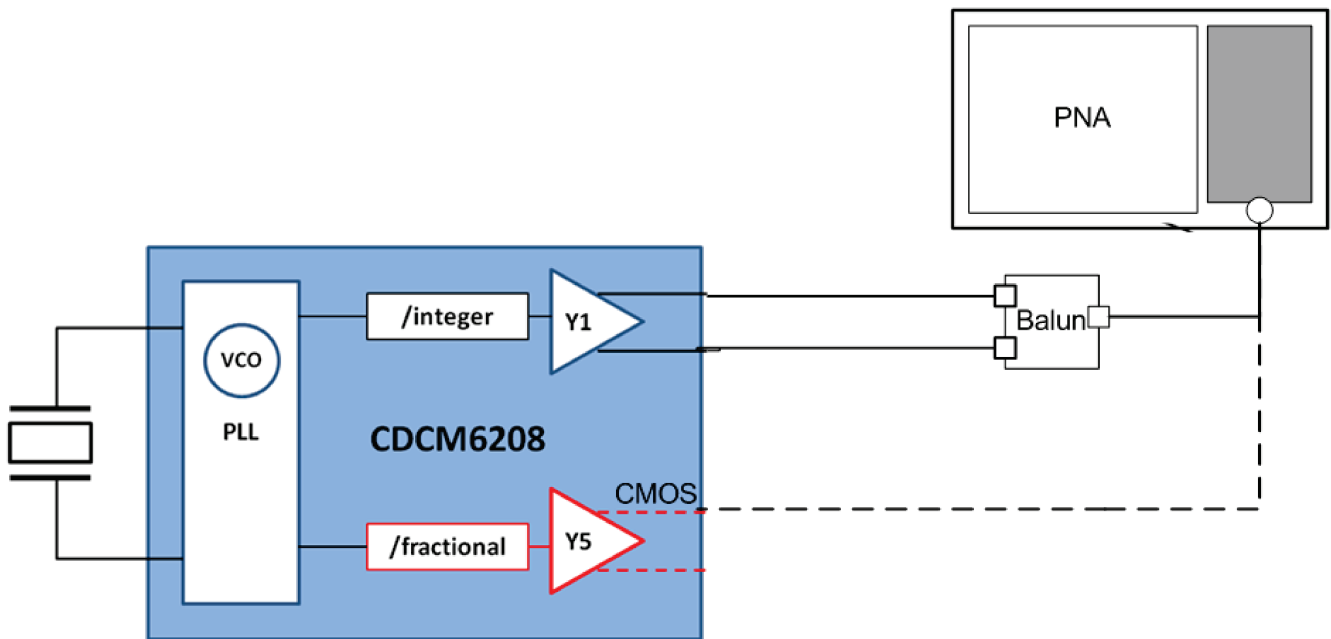 PNA
/integer
Y1
Balun
VCO
PLL
CDCM6208
CMOS
/fractional
Y5